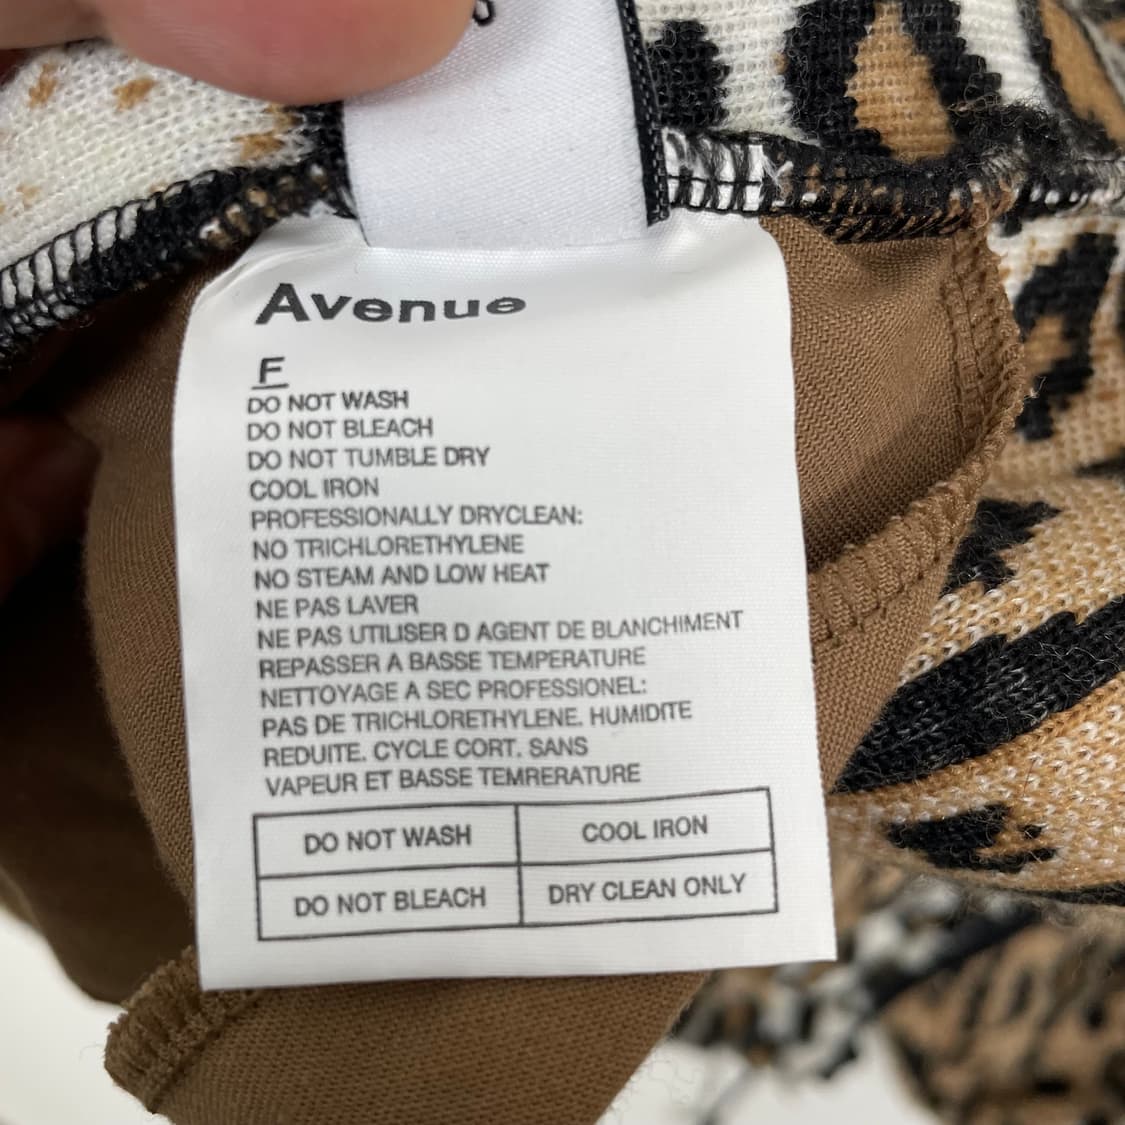 Avenue
F
DO NOT WASH
DO NOT BLEACH
DO NOT TUMBLE DRY
COOL IRON
PROFESSIONALLY DRYCLEAN:
NO TRICHLORETHYLENE
NO STEAM AND LOW HEAT
NE PAS LAVER
NE PAS UTILISER D AGENT DE BLANCHIMENT
REPASSER A BASSE TEMPERATURE
NETTOYAGE A SEC PROFESSIONEL:
PAS DE TRICHLORETHYLENE. HUMIDITE
REDUITE. CYCLE CORT. SANS
VAPEUR ET BASSE TEMRERATURE
DO NOT WASH
COOL IRON
DO NOT BLEACH
DRY CLEAN ONLY